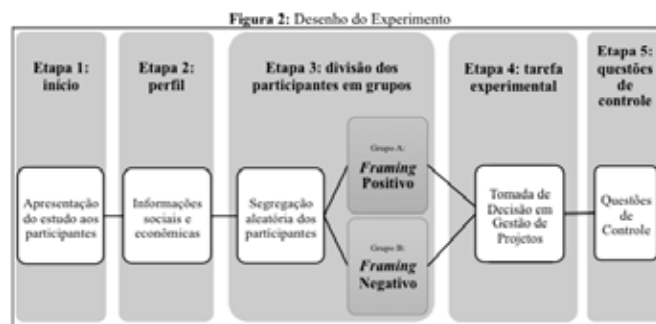 Figura 2: Desenho do Experimento
Etapa 1:
início
Etapa 2:
perfil
Etapa 3: divisão dos
participantes em grupos
Etapa 4: tarefa
experimental
Etapa 5:
questões
de
controle
Apresentação
do estudo aos
participantes
Informações
sociais e
econômicas
Segregação
aleatória dos
participantes
Grupo A:
Framing
Positivo
Grupo B:
Framing
Negativo
Tomada de
Decisão em
Gestão de
Projetos
Questões
de
Controle